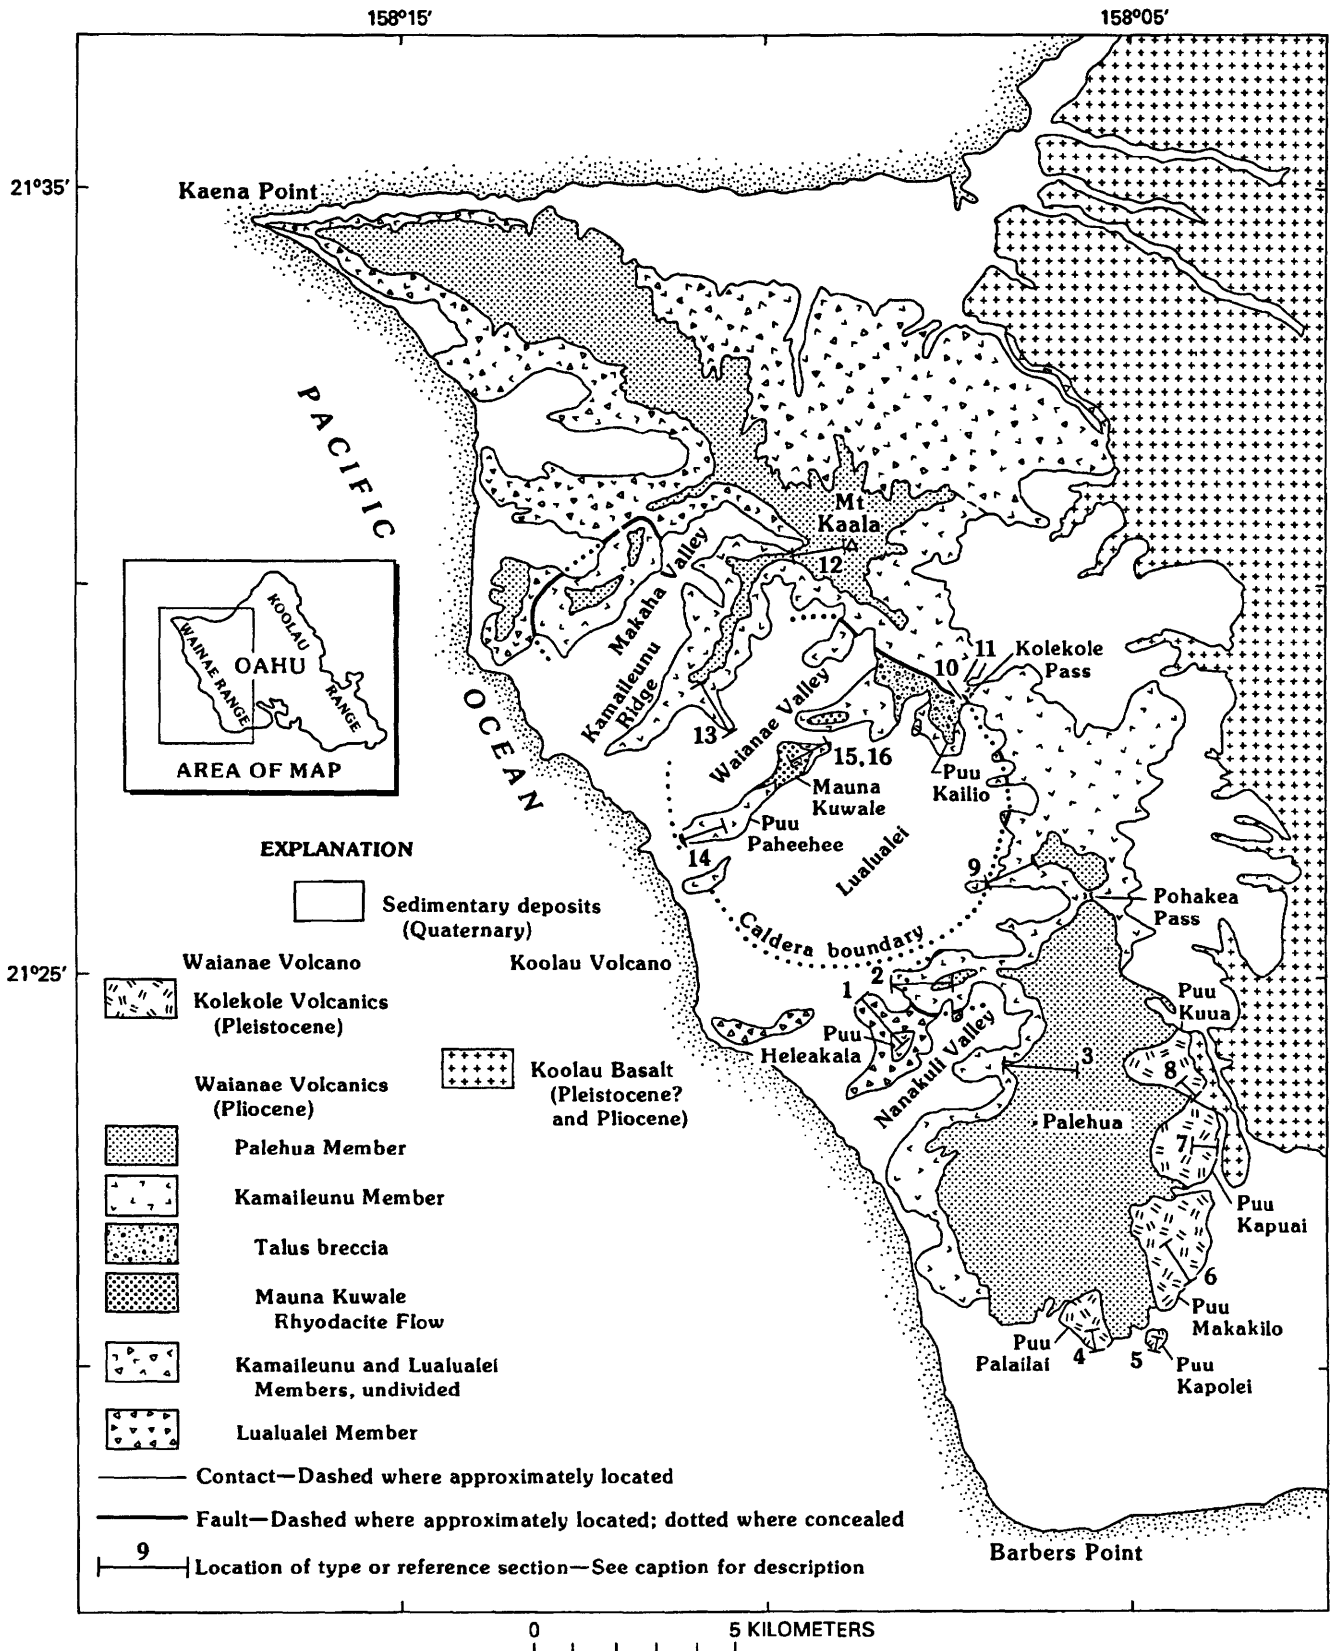 158°15′
158°05′
21°35′
Kaena Point
PACIFIC
OCEAN
Mt
Kaala
12
Makaha Valley
Kamaileunu
Ridge
13
Waianae Valley
10
11
Kolekole
Pass
15,16
Mauna
Kuwale
Puu
Kailio
Puu
Paheehee
14
Lualualei
9
Pohakea
Pass
Caldera boundary
KOOLAU
RANGE
WAINAE RANGE
OAHU
AREA OF MAP
21°25′
1
2
Puu
Heleakala
Nanakuli Valley
3
Puu
Kuua
8
Palehua
7
Puu
Kapuai
6
Puu
Makakilo
Puu
Palailai
4
5
Puu
Kapolei
Barbers Point
EXPLANATION
Sedimentary deposits
(Quaternary)
Waianae Volcano
Koolau Volcano
Kolekole Volcanics
(Pleistocene)
Koolau Basalt
(Pleistocene?
and Pliocene)
Waianae Volcanics
(Pliocene)
Palehua Member
Kamaileunu Member
Talus breccia
Mauna Kuwale
Rhyodacite Flow
Kamaileunu and Lualualei
Members, undivided
Lualualei Member
Contact—Dashed where approximately located
Fault—Dashed where approximately located; dotted where concealed
9
Location of type or reference section—See caption for description
0 5 KILOMETERS